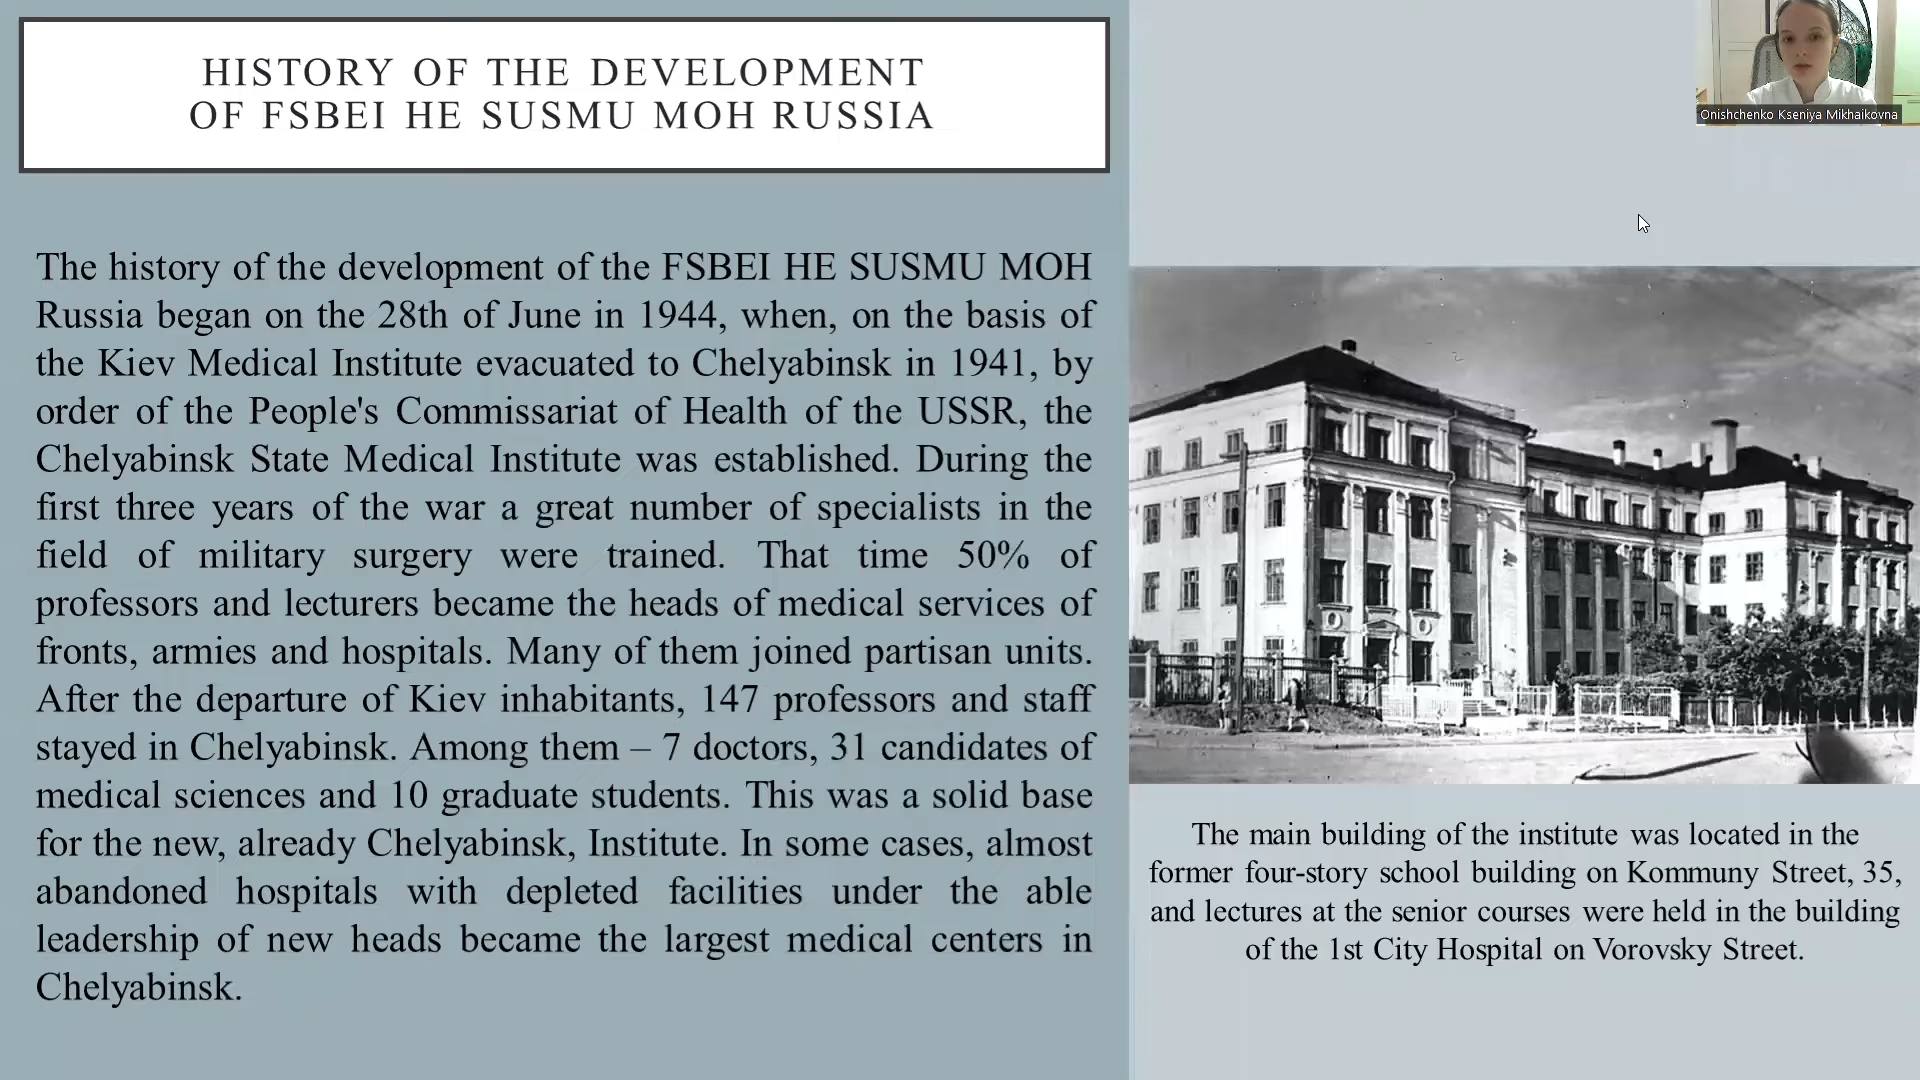 HISTORY OF THE DEVELOPMENT
OF FSBEI HE SUSMU MOH RUSSIA
The history of the development of the FSBEI HE SUSMU MOH
Russia began on the 28th of June in 1944, when, on the basis of
the Kiev Medical Institute evacuated to Chelyabinsk in 1941, by
order of the People's Commissariat of Health of the USSR, the
Chelyabinsk State Medical Institute was established. During the
first three years of the war a great number of specialists in the
field of military surgery were trained. That time 50% of
professors and lecturers became the heads of medical services of
fronts, armies and hospitals. Many of them joined partisan units.
After the departure of Kiev inhabitants, 147 professors and staff
stayed in Chelyabinsk. Among them – 7 doctors, 31 candidates of
medical sciences and 10 graduate students. This was a solid base
for the new, already Chelyabinsk, Institute. In some cases, almost
abandoned hospitals with depleted facilities under the able
leadership of new heads became the largest medical centers in
Chelyabinsk.
Onishchenko Kseniya Mikhaikovna
The main building of the institute was located in the
former four-story school building on Kommuny Street, 35,
and lectures at the senior courses were held in the building
of the 1st City Hospital on Vorovsky Street.